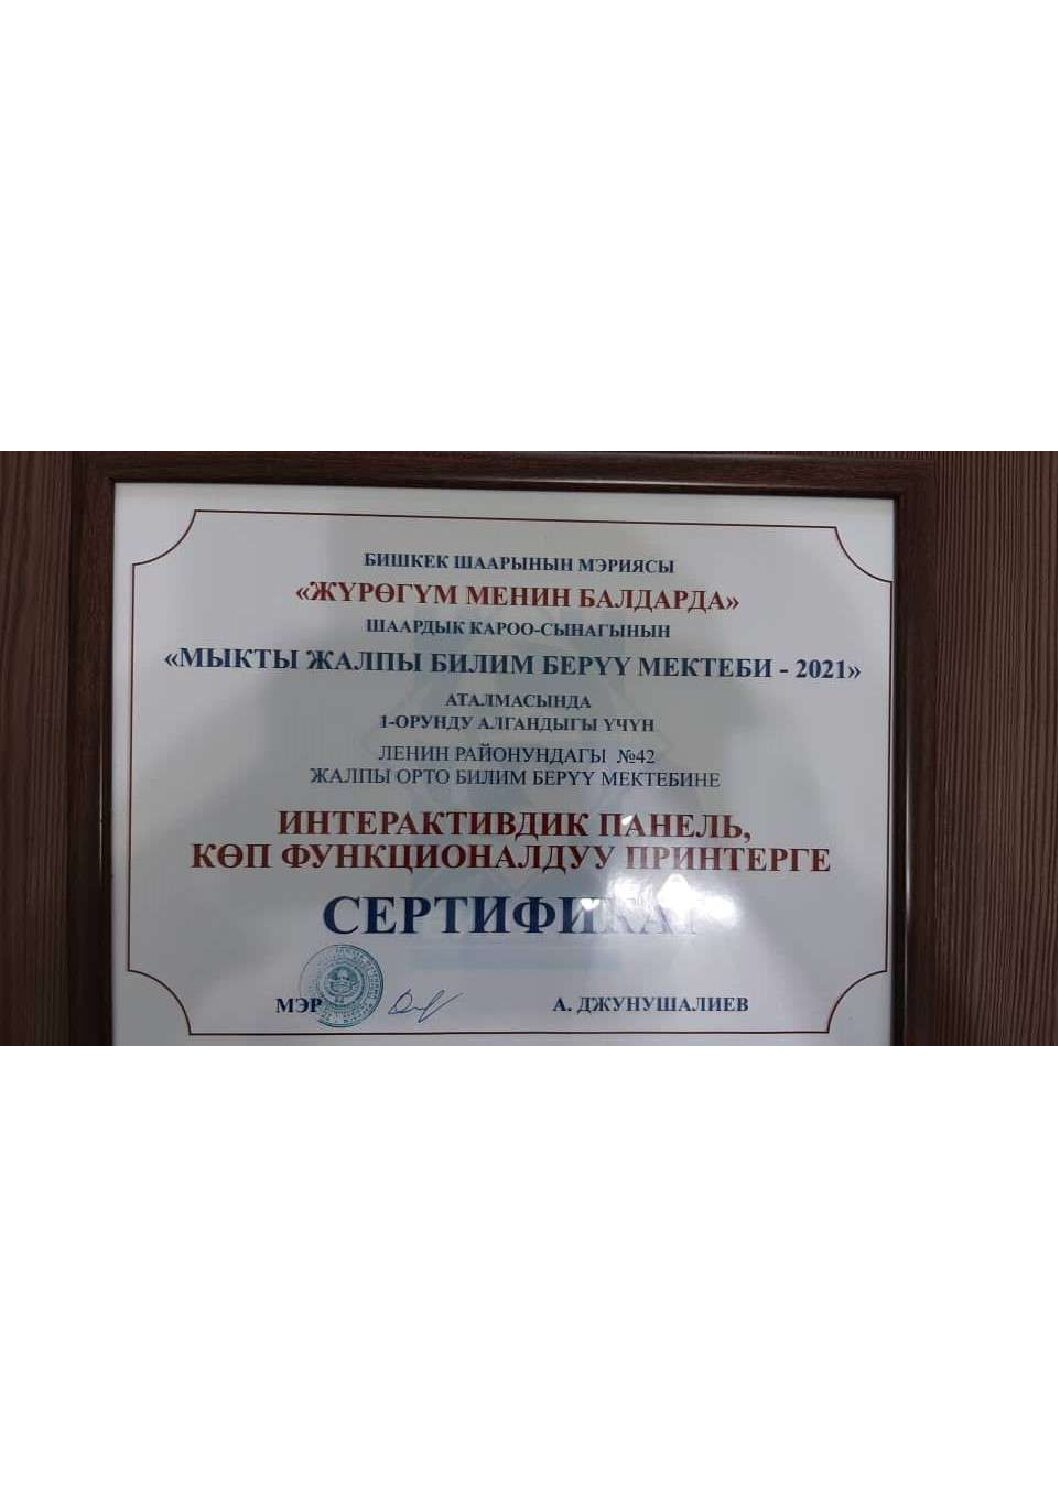 БИШКЕК ШААРЫНЫН МЭРИЯСЫ
«ЖҮРӨГҮМ МЕНИН БАЛДАРДА»
ШААРДЫК КАРОО-СЫНАГЫНЫН
«МЫКТЫ ЖАЛПЫ БИЛИМ БЕРҮҮ МЕКТЕБИ - 2021»
АТАЛМАСЫНДА
1-ОРУНДУ АЛГАНДЫГЫ ҮЧҮН
ЛЕНИН РАЙОНУНДАГЫ №42
ЖАЛПЫ ОРТО БИЛИМ БЕРҮҮ МЕКТЕБИНЕ
ИНТЕРАКТИВДИК ПАНЕЛЬ,
КӨП ФУНКЦИОНАЛДУУ ПРИНТЕРГЕ
СЕРТИФИКАТ
МЭР А. ДЖУНУШАЛИЕВ